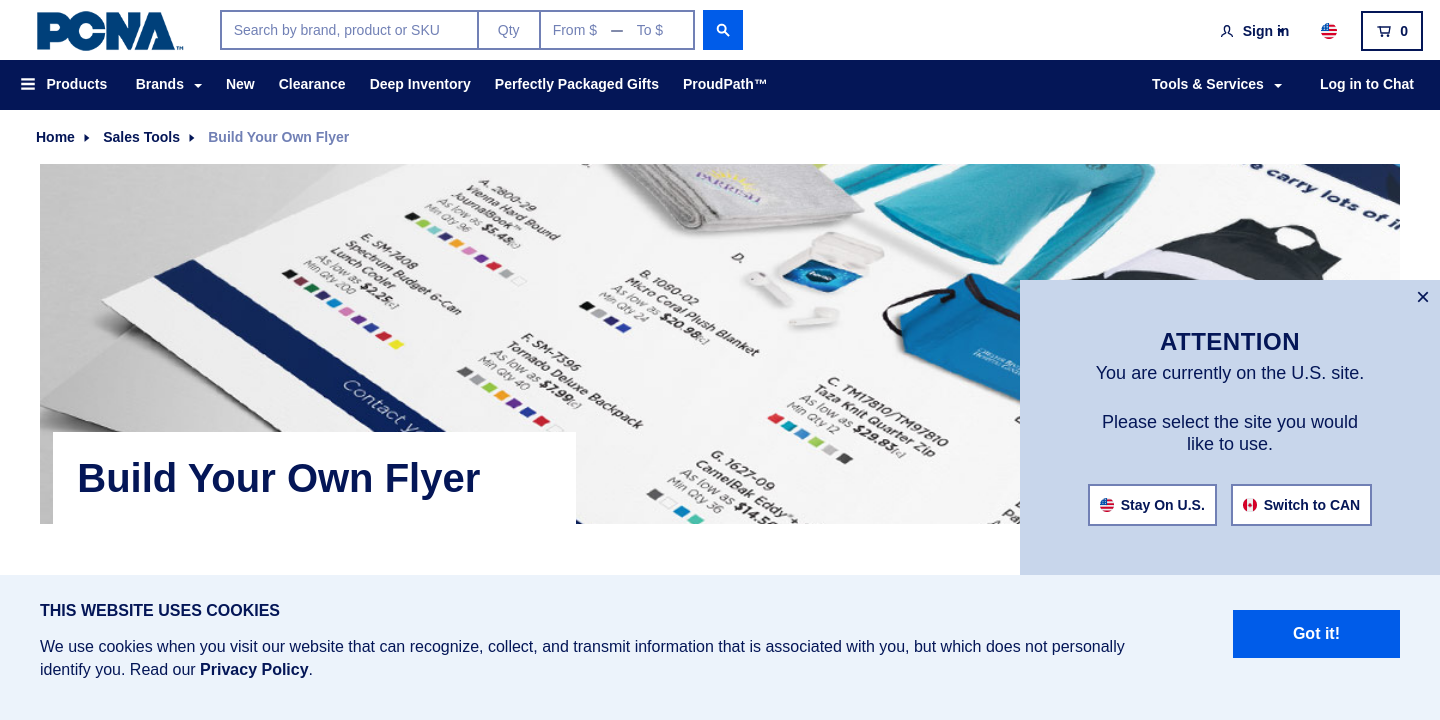 PCNA™
Search by brand, product or SKU
Qty
From $ — To $
Sign in
0
Products
Brands
New
Clearance
Deep Inventory
Perfectly Packaged Gifts
ProudPath™
Tools & Services
Log in to Chat
Home
Sales Tools
Build Your Own Flyer
A. 2800-29
Vienna Hard Bound
JournalBook™
Min Qty 96
As low as $5.48(c)
E. SM-7408
Spectrum Budget 6-Can
Lunch Cooler
Min Qty 200
As low as $2.25(c)
B. 1080-02
Micro Coral Plush Blanket
Min Qty 24
As low as $20.98(c)
D.
F. SM-7596
Tornado Deluxe Backpack
Min Qty 40
As low as $7.99(c)
C. TM17810/TM97810
Taza Knit Quarter Zip
Min Qty 12
As low as $29.83(c)
G. 1627-09
CamelBak Eddy®+
Min Qty 36
As low as $14.50
Contact y
carry lots of i
Build Your Own Flyer
×
ATTENTION
You are currently on the U.S. site.
Please select the site you would
like to use.
Stay On U.S.
Switch to CAN
THIS WEBSITE USES COOKIES
We use cookies when you visit our website that can recognize, collect, and transmit information that is associated with you, but which does not personally
identify you. Read our Privacy Policy.
Got it!